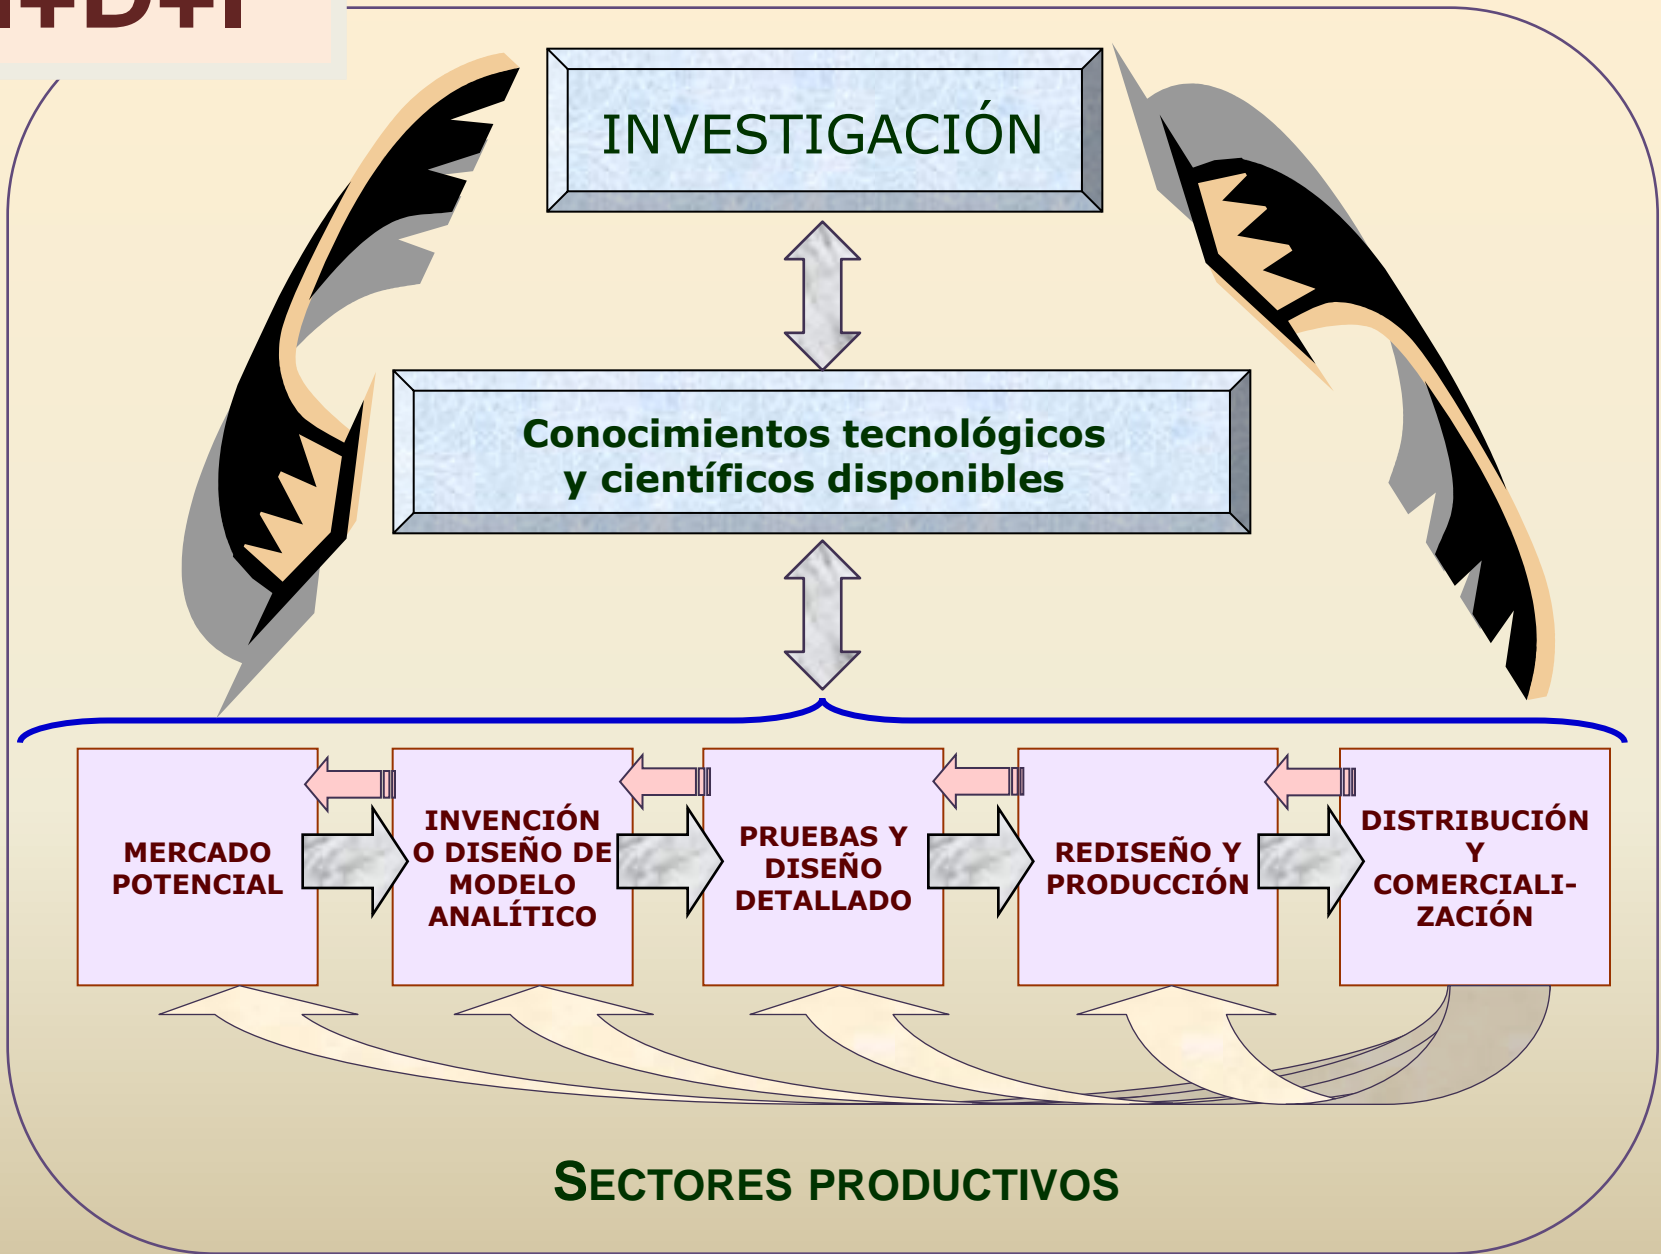 I+D+I
INVESTIGACIÓN
Conocimientos tecnológicos
y científicos disponibles
MERCADO
POTENCIAL
INVENCIÓN
O DISEÑO DE
MODELO
ANALÍTICO
PRUEBAS Y
DISEÑO
DETALLADO
REDISEÑO Y
PRODUCCIÓN
DISTRIBUCIÓN
Y
COMERCIALI-
ZACIÓN
SECTORES PRODUCTIVOS